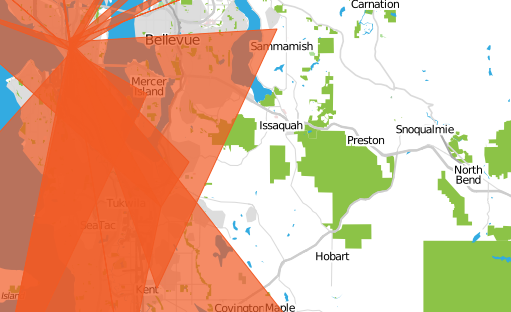 Carnation
Bellevue
Sammamish
Mercer
Island
Issaquah
Snoqualmie
Preston
North
Bend
Tukwila
SeaTac
Hobart
Kent
Island
Covington Maple